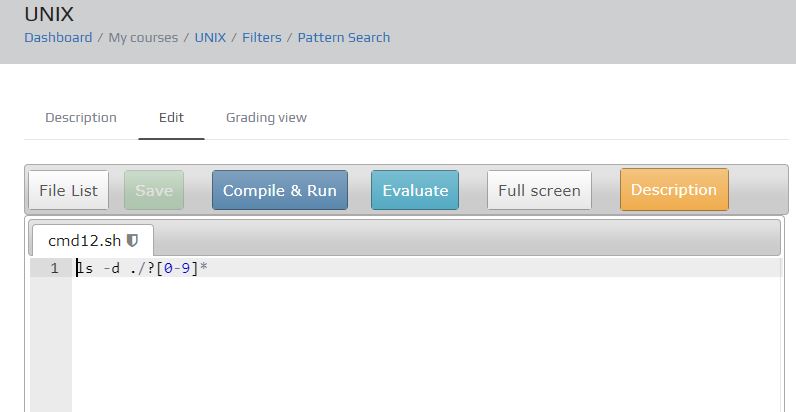 UNIX
Dashboard / My courses / UNIX / Filters / Pattern Search
Description Edit Grading view
File List Save Compile & Run Evaluate Full screen Description
cmd12.sh
1 ls -d ./?[0-9]*